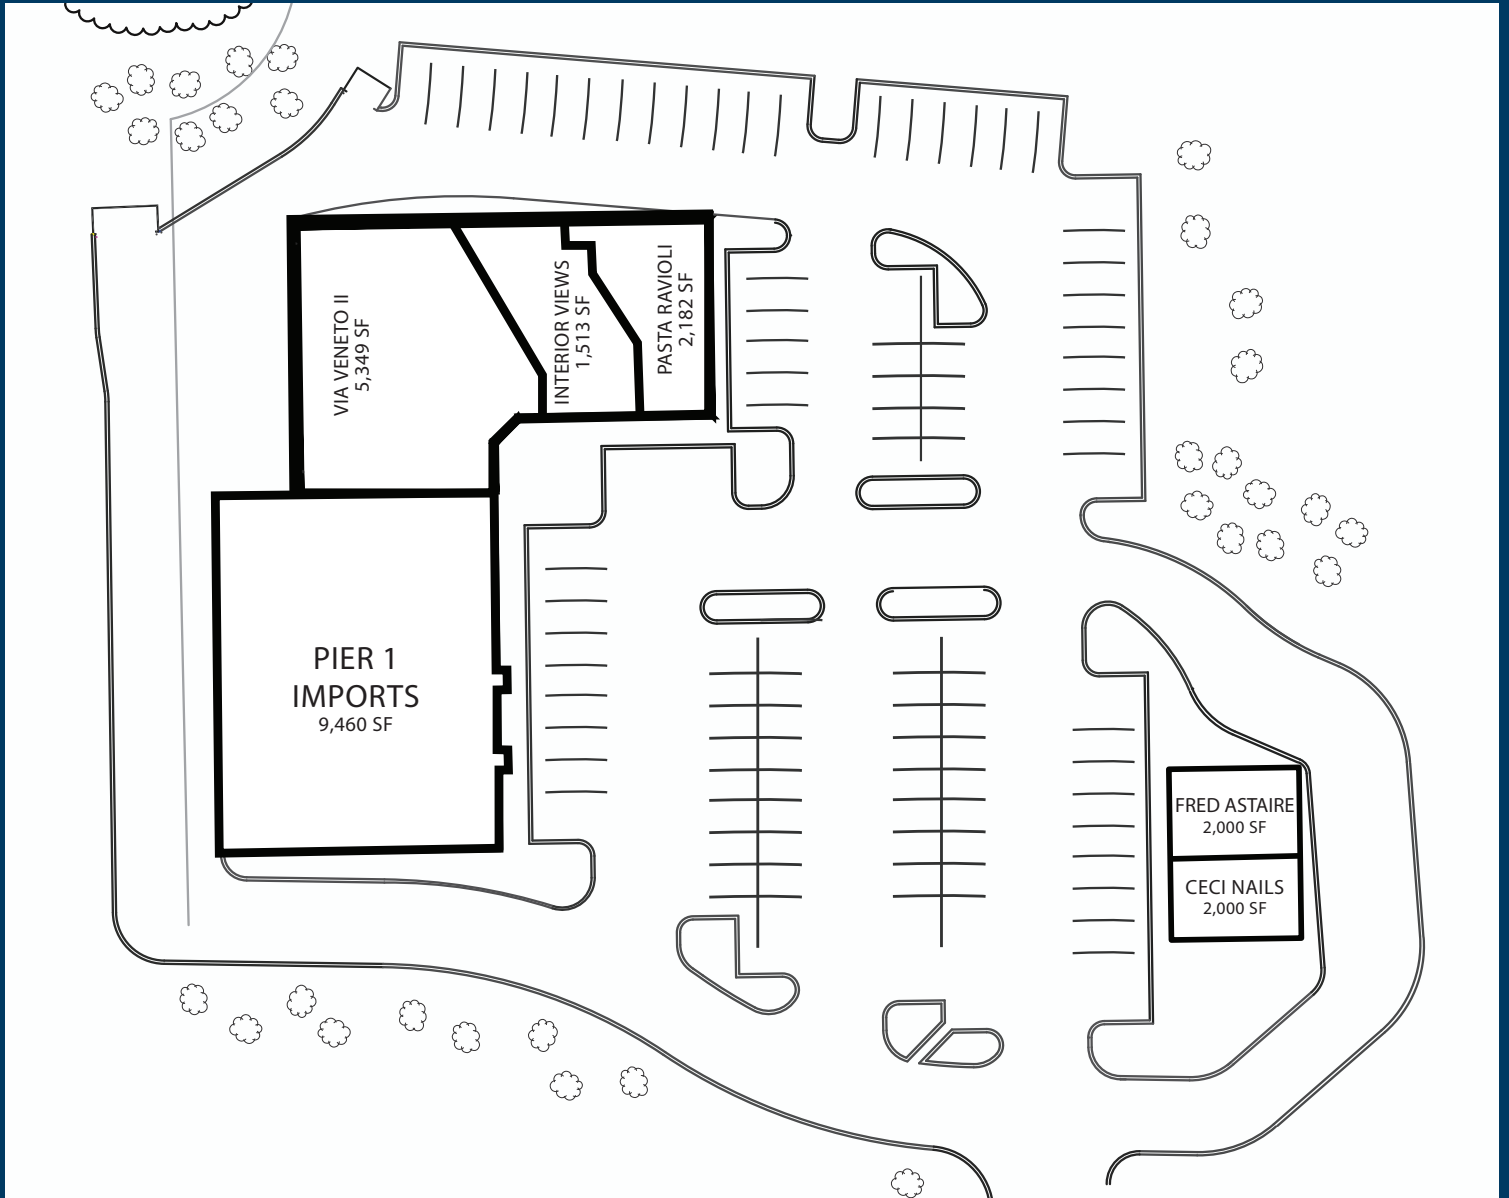 VIA VENETO II
5,349 SF
INTERIOR VIEWS
1,513 SF
PASTA RAVIOLI
2,182 SF
PIER 1
IMPORTS
9,460 SF
FRED ASTAIRE
2,000 SF
CECI NAILS
2,000 SF